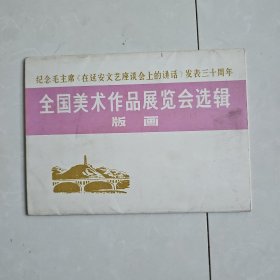 纪念毛主席《在延安文艺座谈会上的讲话》发表三十周年
全国美术作品展览会选辑
版画